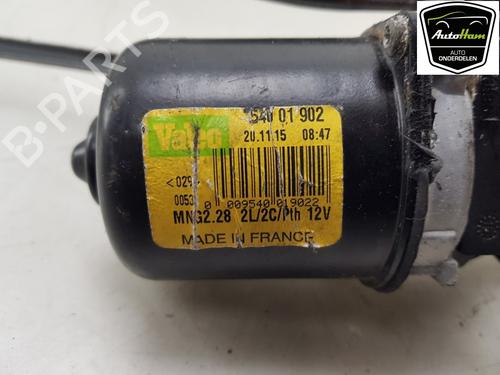 AutoHam
AUTO
ONDERDELEN
B-PARTS
Valeo
540 01 902
20.11.15 08:47
<029
0053
0 009540 019022
MNG2.28 2L/2C/Pth 12V
MADE IN FRANCE